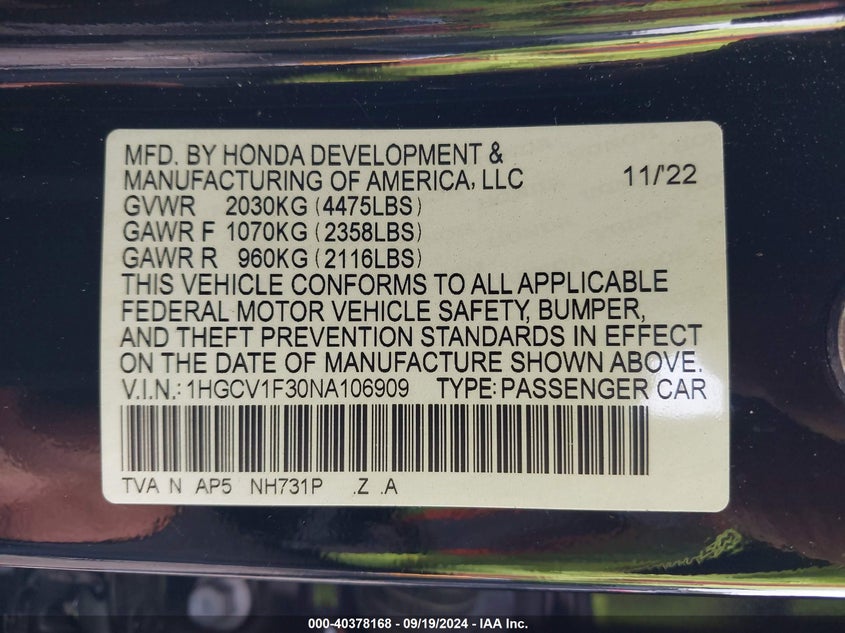 MFD. BY HONDA DEVELOPMENT &
MANUFACTURING OF AMERICA, LLC 11/'22
GVWR 2030KG (4475LBS)
GAWR F 1070KG (2358LBS)
GAWR R 960KG (2116LBS)
THIS VEHICLE CONFORMS TO ALL APPLICABLE
FEDERAL MOTOR VEHICLE SAFETY, BUMPER,
AND THEFT PREVENTION STANDARDS IN EFFECT
ON THE DATE OF MANUFACTURE SHOWN ABOVE.
V.I.N.: 1HGCV1F30NA106909 TYPE: PASSENGER CAR
TVA N AP5 NH731P .Z .A
000-40378168 - 09/19/2024 - IAA Inc.